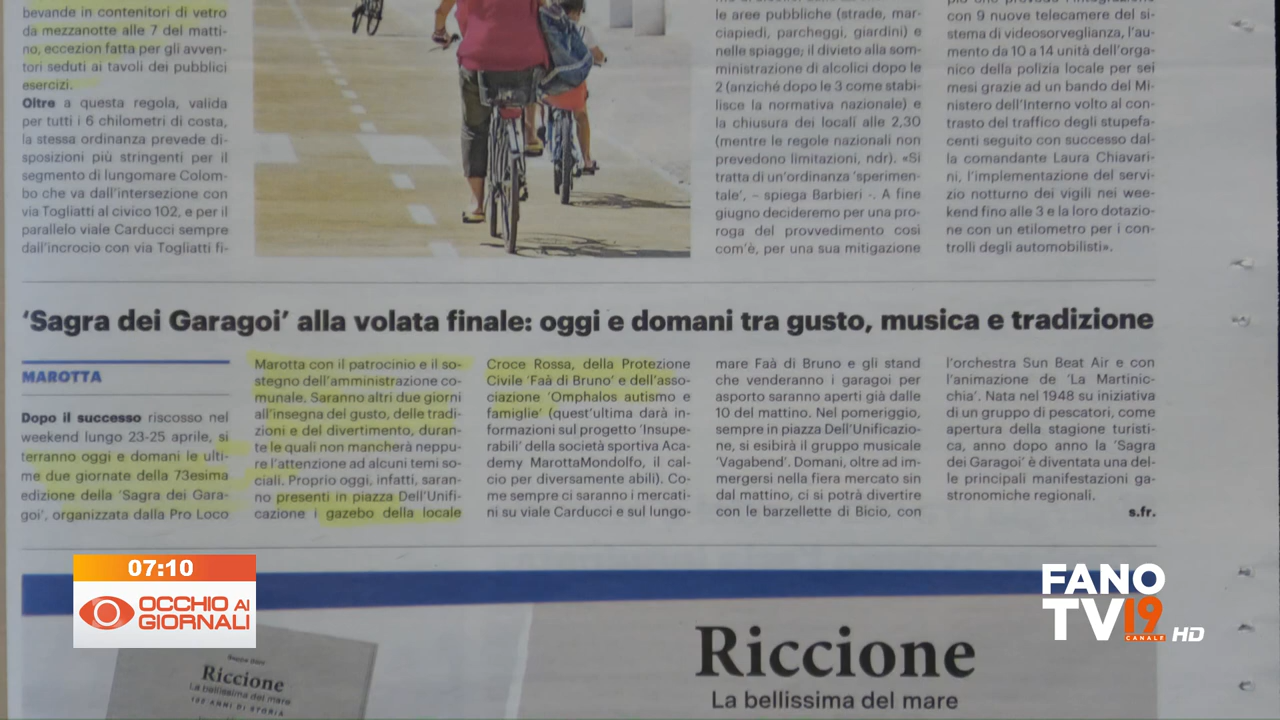 bevande in contenitori di vetro
da mezzanotte alle 7 del matti-
no, eccezion fatta per gli avven-
tori seduti ai tavoli dei pubblici
esercizi.
Oltre a questa regola, valida
per tutti i 6 chilometri di costa,
la stessa ordinanza prevede di-
sposizioni più stringenti per il
segmento di lungomare Colom-
bo che va dall'intersezione con
via Togliatti al civico 102, e per il
parallelo viale Carducci sempre
dall'incrocio con via Togliatti fi-
le aree pubbliche (strade, mar-
ciapiedi, parcheggi, giardini) e
nelle spiagge; il divieto alla som-
ministrazione di alcolici dopo le
2 (anziché dopo le 3 come stabi-
lisce la normativa nazionale) e
la chiusura dei locali alle 2,30
(mentre le regole nazionali non
prevedono limitazioni, ndr). «Si
tratta di un'ordinanza 'sperimen-
tale', – spiega Barbieri -. A fine
giugno decideremo per una pro-
roga del provvedimento così
com'è, per una sua mitigazione
con 9 nuove telecamere del si-
stema di videosorveglianza, l'au-
mento da 10 a 14 unità dell'orga-
nico della polizia locale per sei
mesi grazie ad un bando del Mi-
nistero dell'Interno volto al con-
trasto del traffico degli stupefa-
centi seguito con successo dal-
la comandante Laura Chiavari-
ni, l'implementazione del servi-
zio notturno dei vigili nei wee-
kend fino alle 3 e la loro dotazio-
ne con un etilometro per i con-
trolli degli automobilisti».
'Sagra dei Garagoi' alla volata finale: oggi e domani tra gusto, musica e tradizione
MAROTTA
Dopo il successo riscosso nel
weekend lungo 23-25 aprile, si
terranno oggi e domani le ulti-
me due giornate della 73esima
edizione della 'Sagra dei Gara-
goi', organizzata dalla Pro Loco
Marotta con il patrocinio e il so-
stegno dell'amministrazione co-
munale. Saranno altri due giorni
all'insegna del gusto, delle tradi-
zioni e del divertimento, duran-
te le quali non mancherà neppu-
re l'attenzione ad alcuni temi so-
ciali. Proprio oggi, infatti, saran-
no presenti in piazza Dell'Unifi-
cazione i gazebo della locale
Croce Rossa, della Protezione
Civile 'Faà di Bruno' e dell'asso-
ciazione 'Omphalos autismo e
famiglie' (quest'ultima darà in-
formazioni sul progetto 'Insupe-
rabili' della società sportiva Aca-
demy MarottaMondolfo, il cal-
cio per diversamente abili). Co-
me sempre ci saranno i mercati-
ni su viale Carducci e sul lungo-
mare Faà di Bruno e gli stand
che venderanno i garagoi per
asporto saranno aperti già dalle
10 del mattino. Nel pomeriggio,
sempre in piazza Dell'Unificazio-
ne, si esibirà il gruppo musicale
'Vagabend'. Domani, oltre ad im-
mergersi nella fiera mercato sin
dal mattino, ci si potrà divertire
con le barzellette di Bicio, con
l'orchestra Sun Beat Air e con
l'animazione de 'La Martinic-
chia'. Nata nel 1948 su iniziativa
di un gruppo di pescatori, come
apertura della stagione turisti-
ca, anno dopo anno la 'Sagra
dei Garagoi' è diventata una del-
le principali manifestazioni ga-
stronomiche regionali.
s.fr.
07:10
OCCHIO AI
GIORNALI
FANO
TV19
CANALE HD
Riccione
La bellissima del mare
Riccione
La bellissima del mare